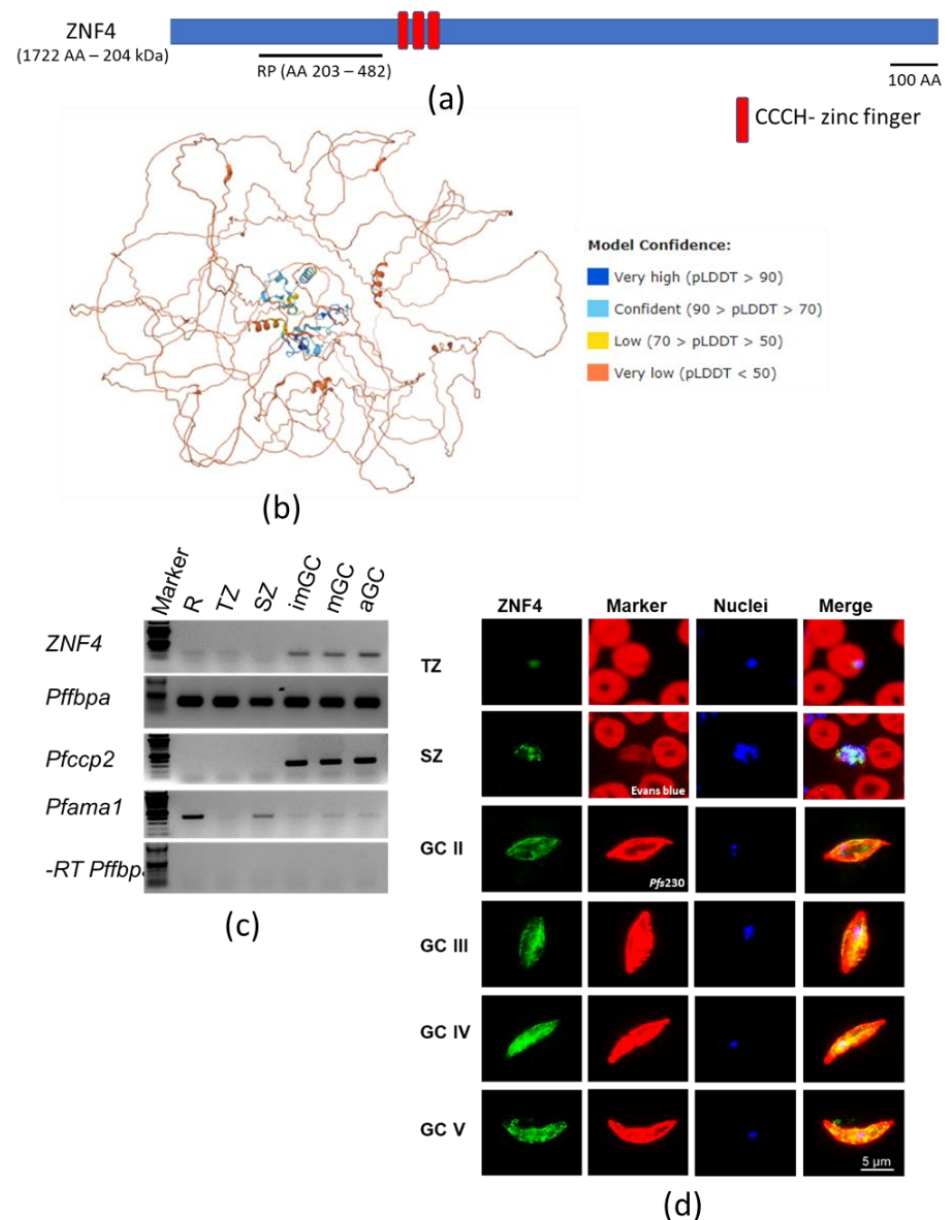 ZNF4
(1722 AA – 204 kDa)
RP (AA 203 – 482)
100 AA
(a)
CCCH- zinc finger
Model Confidence:
Very high (pLDDT > 90)
Confident (90 > pLDDT > 70)
Low (70 > pLDDT > 50)
Very low (pLDDT < 50)
(b)
Marker R TZ SZ imGC mGC aGC
ZNF4
Pffbpa
Pfccp2
Pfama1
-RT Pffbpa
(c)
ZNF4 Marker Nuclei Merge
TZ
SZ
Evans blue
GC II
Pfs230
GC III
GC IV
GC V
5 µm
(d)